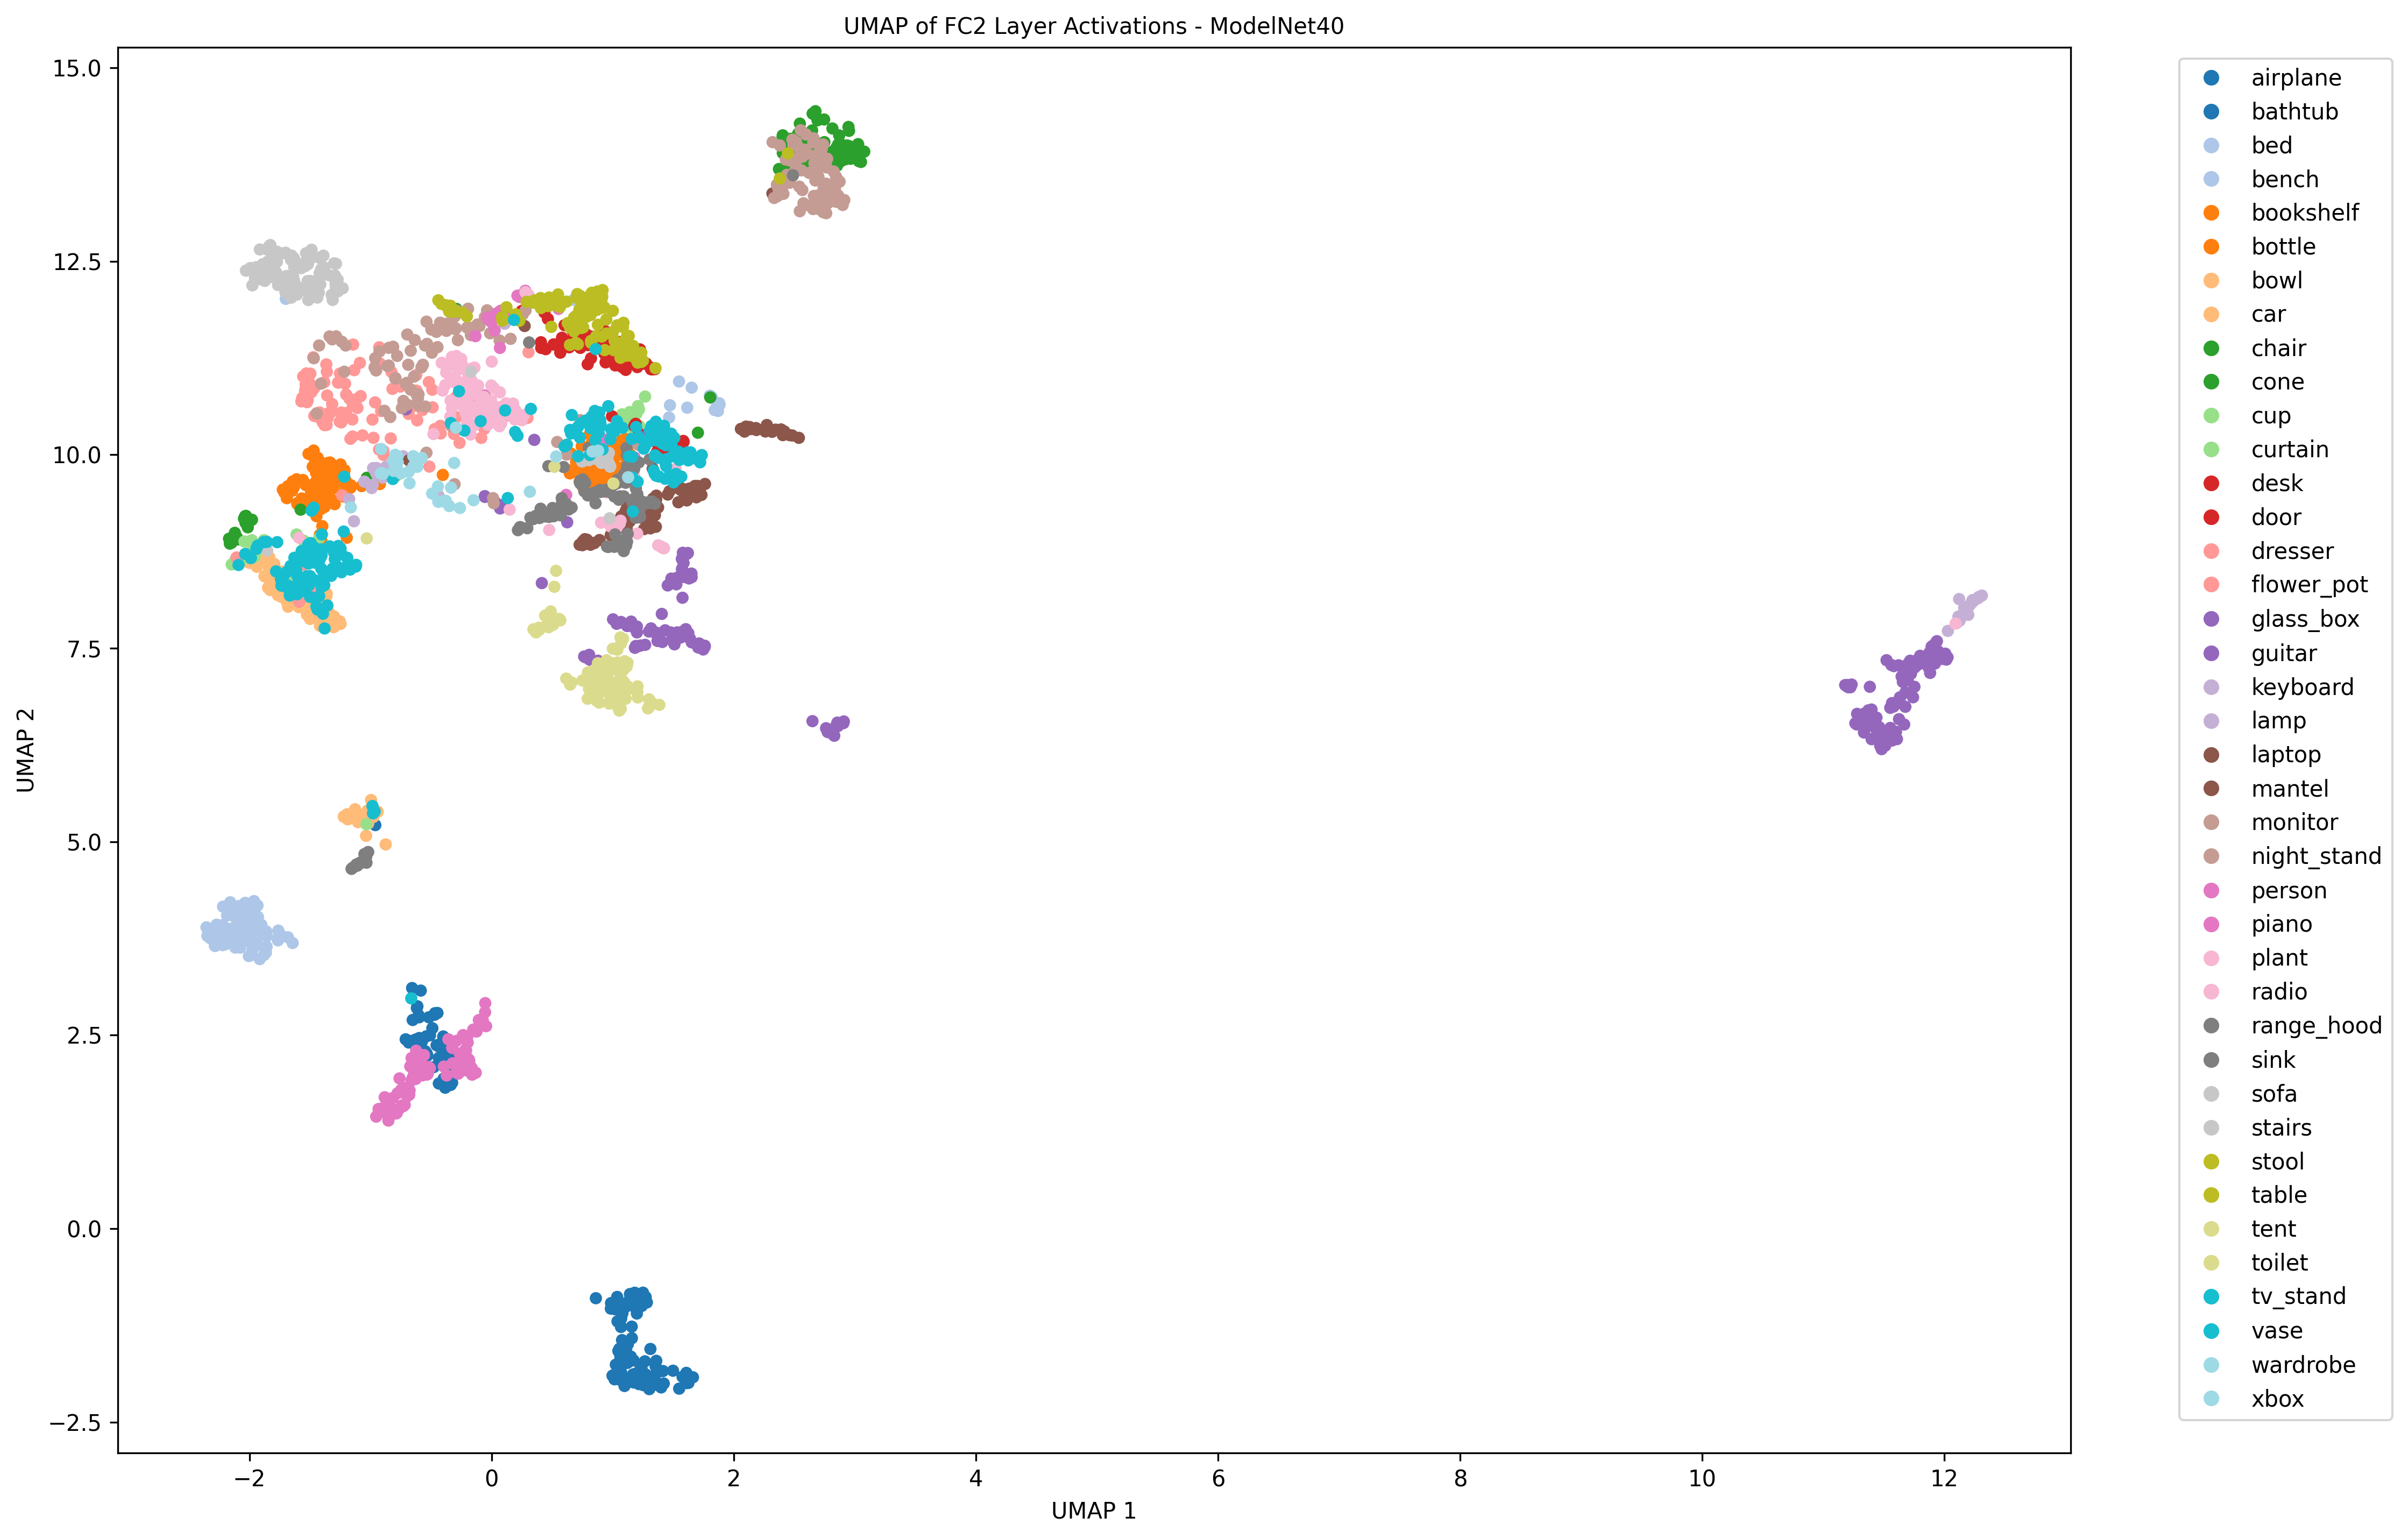 UMAP of FC2 Layer Activations - ModelNet40
15.0
12.5
10.0
7.5
5.0
2.5
0.0
−2.5
UMAP 2
−2
0
2
4
6
8
10
12
UMAP 1
airplane
bathtub
bed
bench
bookshelf
bottle
bowl
car
chair
cone
cup
curtain
desk
door
dresser
flower_pot
glass_box
guitar
keyboard
lamp
laptop
mantel
monitor
night_stand
person
piano
plant
radio
range_hood
sink
sofa
stairs
stool
table
tent
toilet
tv_stand
vase
wardrobe
xbox